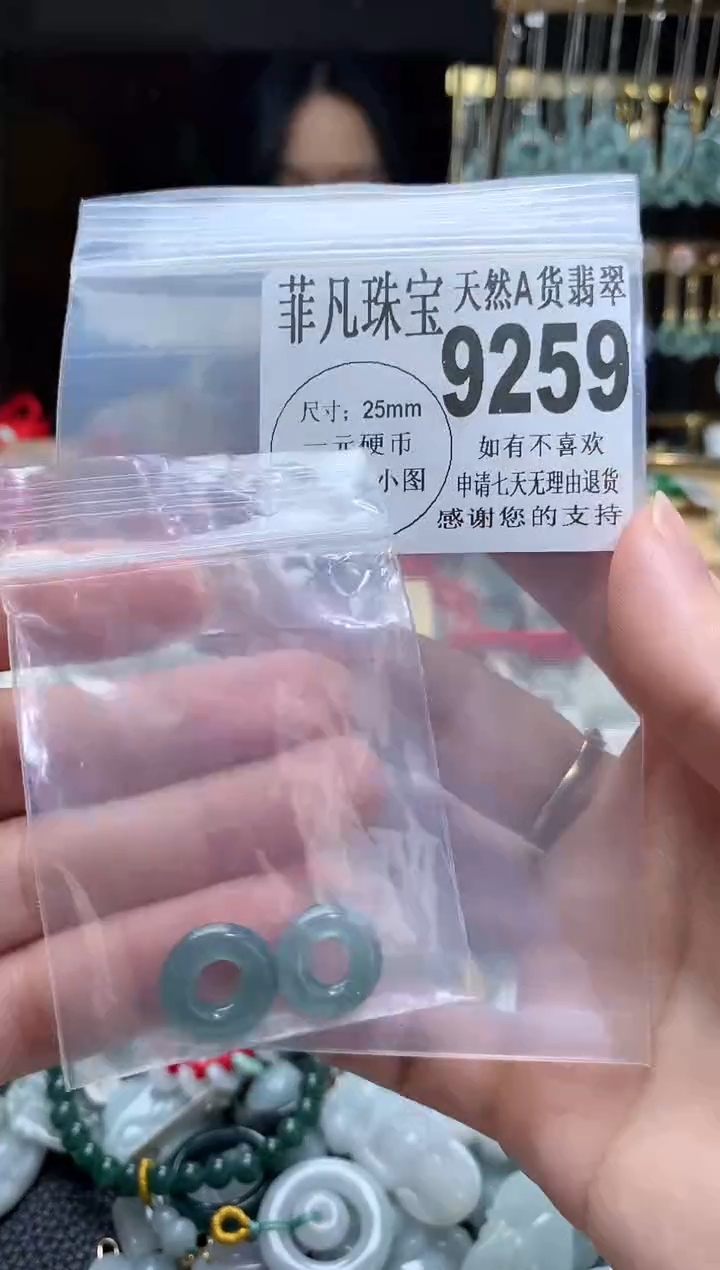 菲凡珠宝 天然A货翡翠
9259
尺寸：25mm
一元硬币
小图
如有不喜欢
申请七天无理由退货
感谢您的支持